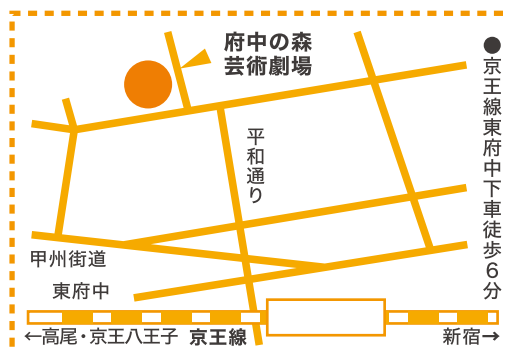 府中の森
芸術劇場
●京王線東府中下車徒歩6分
平和通り
甲州街道
東府中
←高尾・京王八王子
京王線
新宿→